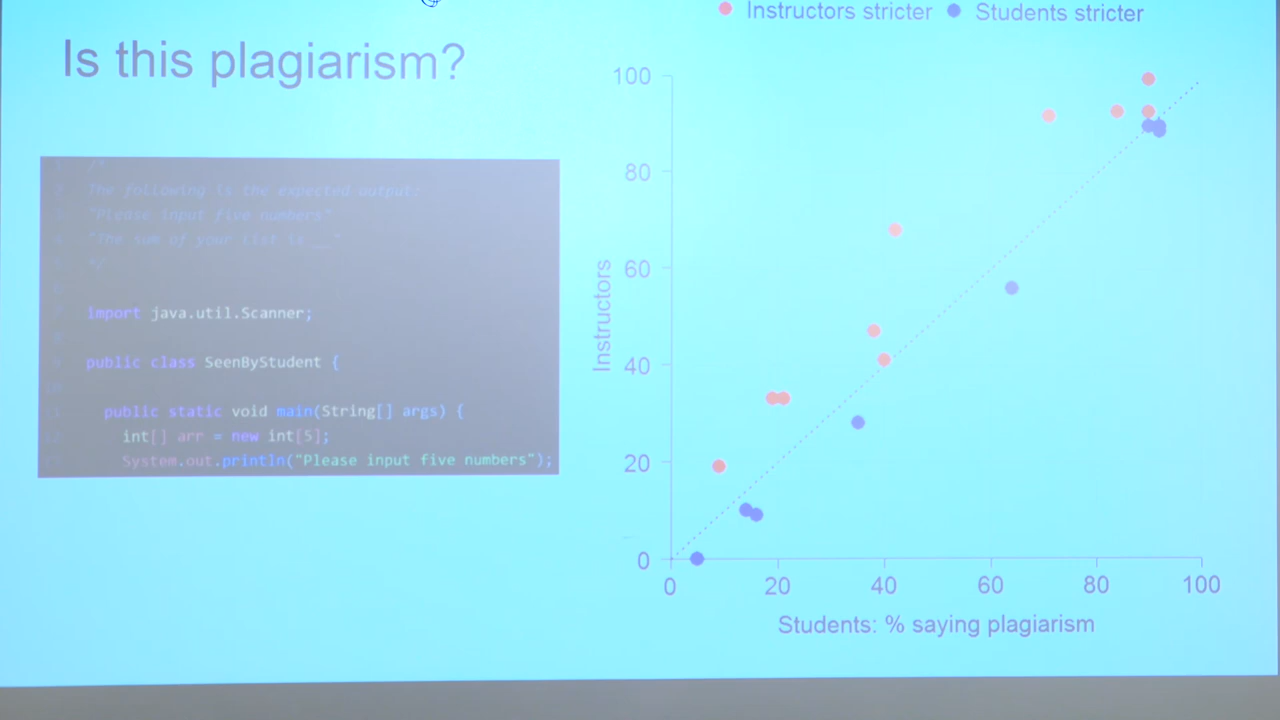 Is this plagiarism?
Instructors stricter
Students stricter
/*
The following is the expected output:
"Please input five numbers"
"The sum of your list is __"
*/
import java.util.Scanner;
public class SeenByStudent {
public static void main(String[] args) {
int[] arr = new int[5];
System.out.println("Please input five numbers");
100
80
60
40
20
0
Instructors
0 20 40 60 80 100
Students: % saying plagiarism